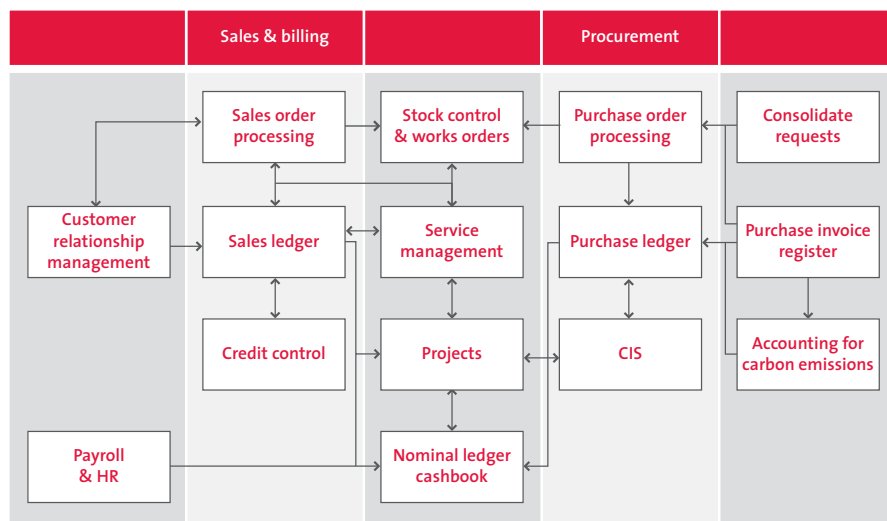 Sales & billing
Procurement
Sales order
processing
Stock control
& works orders
Purchase order
processing
Consolidate
requests
Customer
relationship
management
Sales ledger
Service
management
Purchase ledger
Purchase invoice
register
Credit control
Projects
CIS
Accounting for
carbon emissions
Payroll
& HR
Nominal ledger
cashbook